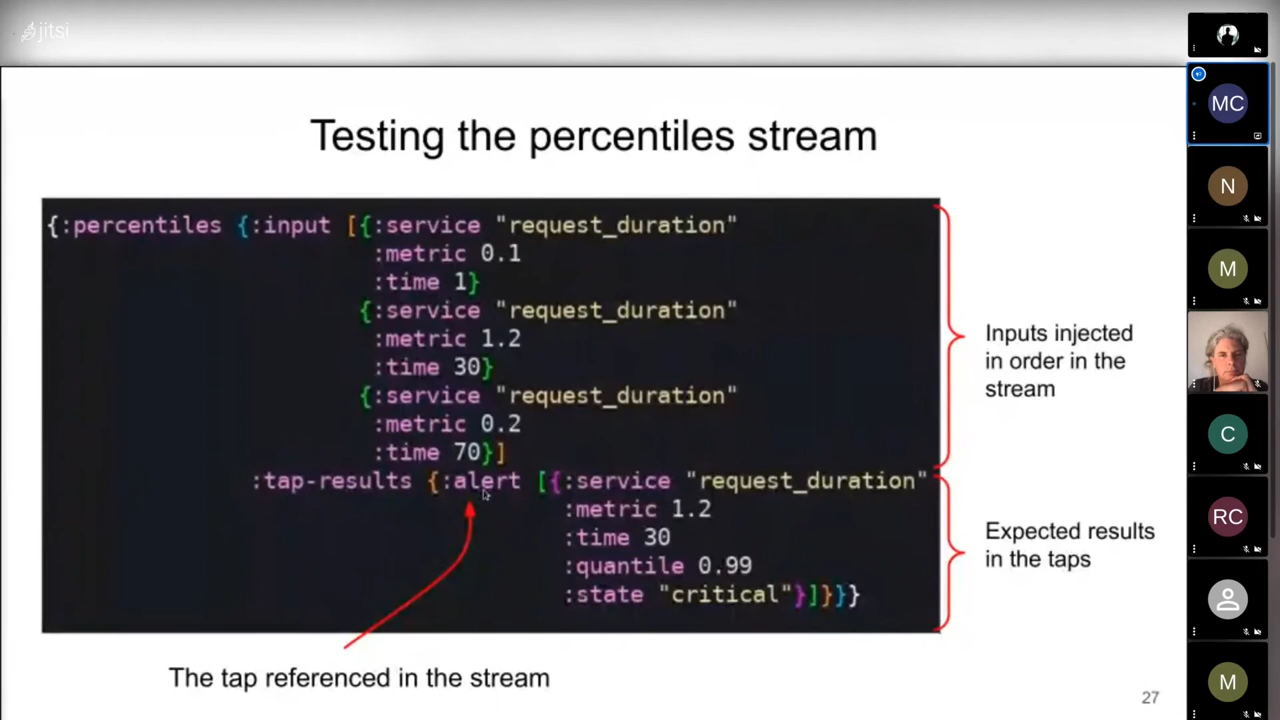 jitsi
Testing the percentiles stream
{:percentiles {:input [{:service "request_duration"
:metric 0.1
:time 1}
{:service "request_duration"
:metric 1.2
:time 30}
{:service "request_duration"
:metric 0.2
:time 70}]
:tap-results {:alert [{:service "request_duration"
:metric 1.2
:time 30
:quantile 0.99
:state "critical"}]}}}
Inputs injected
in order in the
stream
Expected results
in the taps
The tap referenced in the stream
27
MC
N
M
C
RC
M